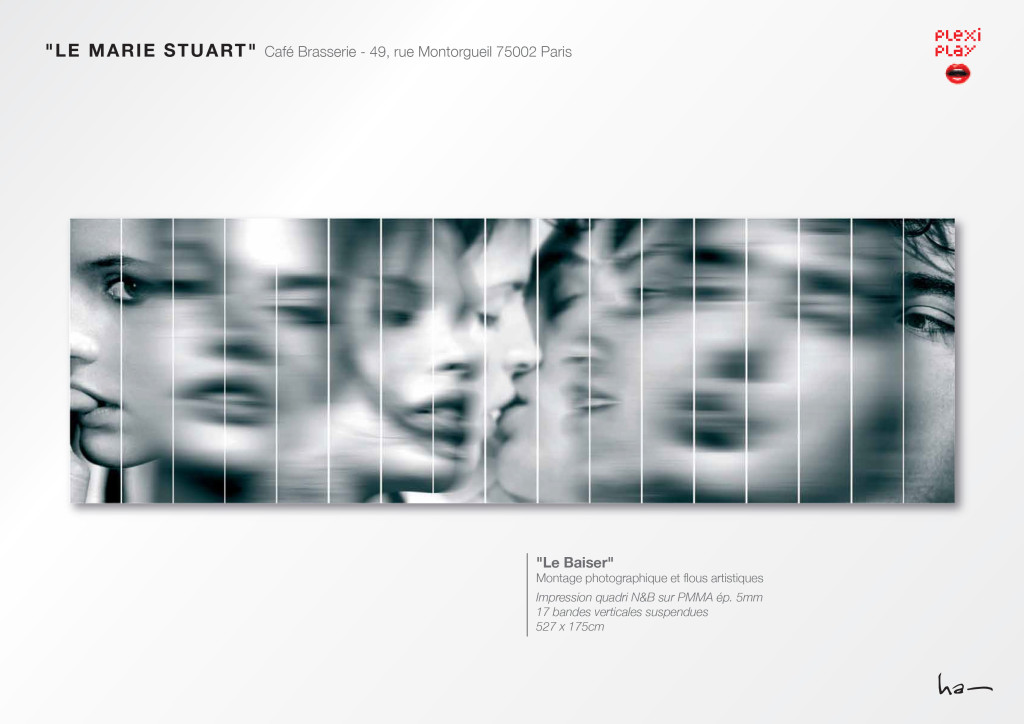 "LE MARIE STUART" Café Brasserie - 49, rue Montorgueil 75002 Paris
PLEXI
PLAY
"Le Baiser"
Montage photographique et flous artistiques
Impression quadri N&B sur PMMA ép. 5mm
17 bandes verticales suspendues
527 x 175cm
ha